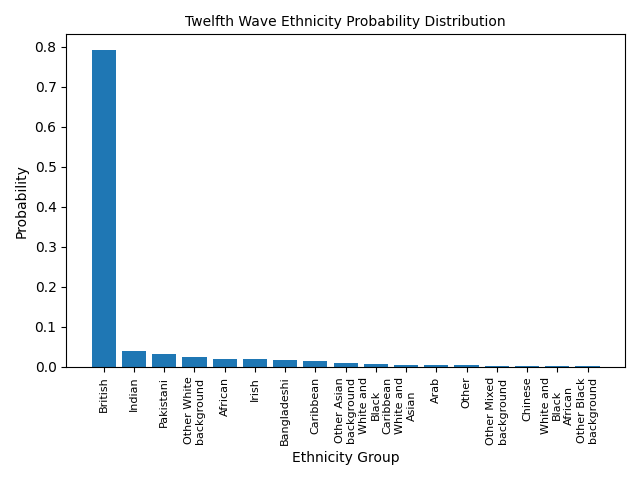 Twelfth Wave Ethnicity Probability Distribution
Probability
0.8
0.7
0.6
0.5
0.4
0.3
0.2
0.1
0.0
British
Indian
Pakistani
Other White
background
African
Irish
Bangladeshi
Caribbean
Other Asian
background
White and
Black
Caribbean
White and
Asian
Arab
Other
Other Mixed
background
Chinese
White and
Black
African
Other Black
background
Ethnicity Group